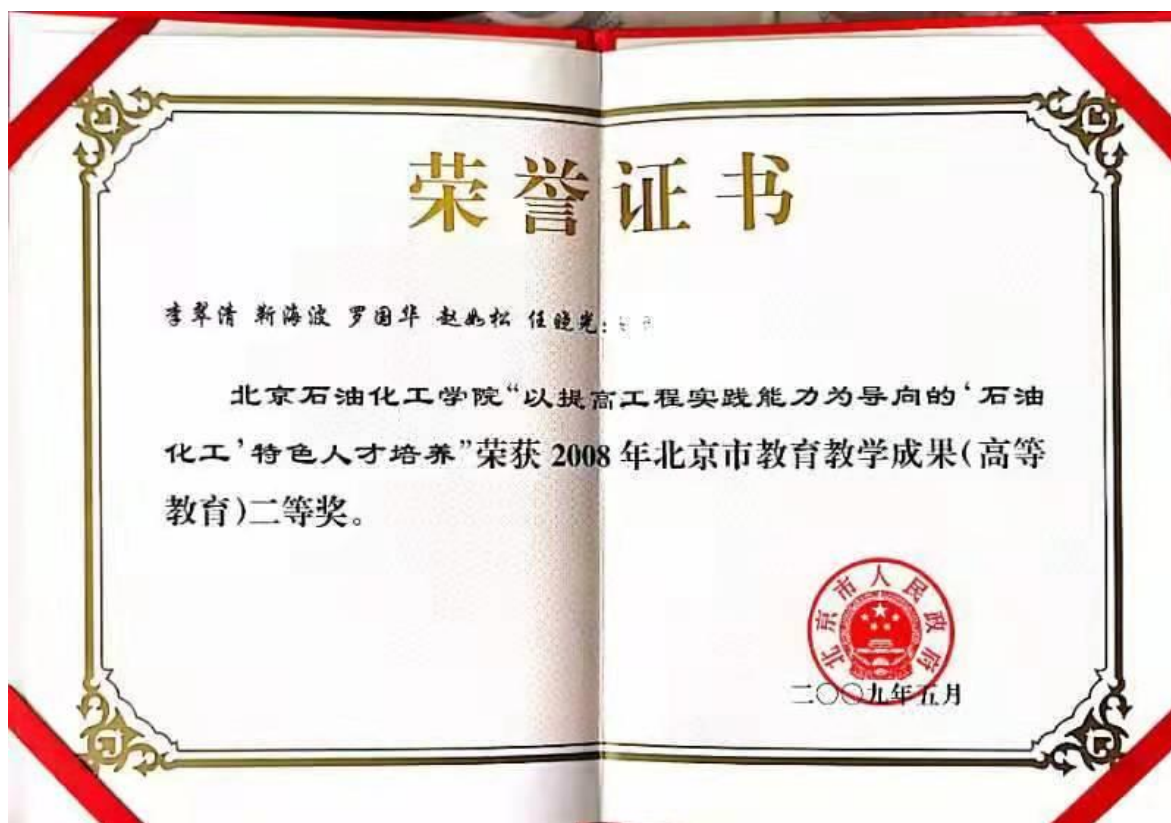 荣誉证书
李翠清 靳海波 罗国华 赵如松 任晓光:
北京石油化工学院“以提高工程实践能力为导向的‘石油
化工’特色人才培养”荣获 2008 年北京市教育教学成果(高等
教育)二等奖。
北京市人民政府
二〇〇九年五月